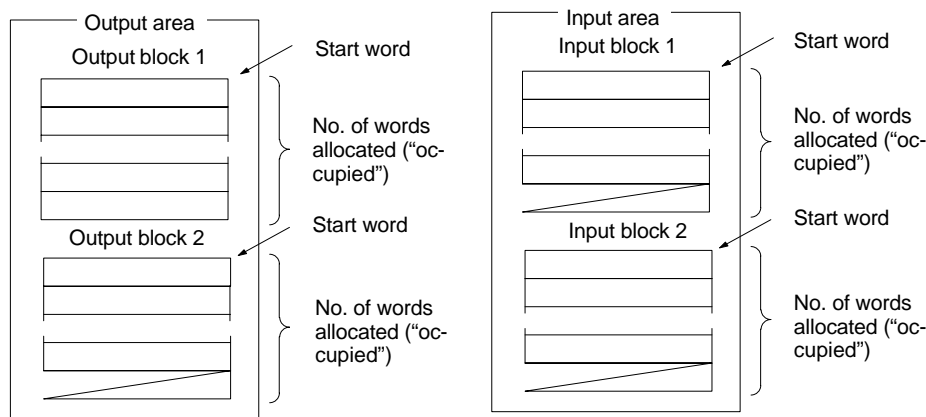 Output area
Output block 1
Start word
No. of words
allocated (“oc-
cupied”)
Output block 2
Start word
No. of words
allocated (“oc-
cupied”)
Input area
Input block 1
Start word
No. of words
allocated (“oc-
cupied”)
Input block 2
Start word
No. of words
allocated (“oc-
cupied”)